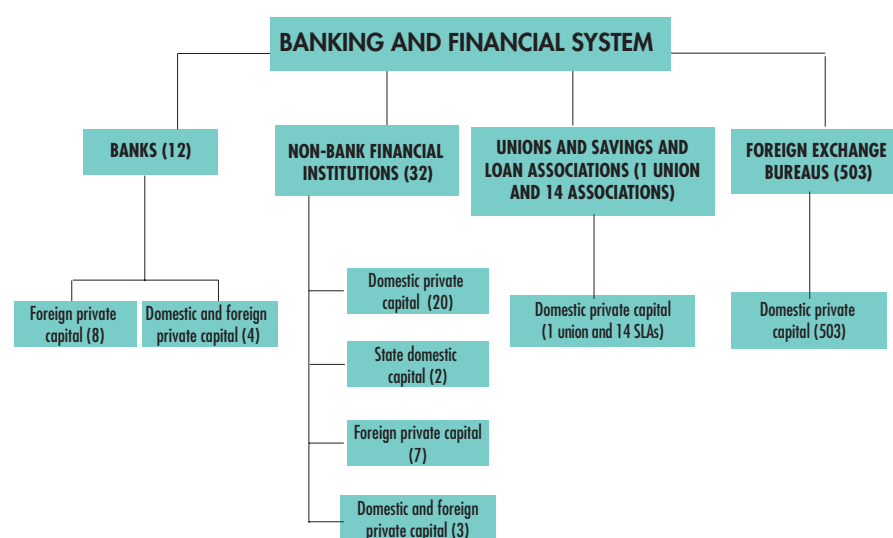 BANKING AND FINANCIAL SYSTEM
BANKS (12)
NON-BANK FINANCIAL
INSTITUTIONS (32)
UNIONS AND SAVINGS AND
LOAN ASSOCIATIONS (1 UNION
AND 14 ASSOCIATIONS)
FOREIGN EXCHANGE
BUREAUS (503)
Foreign private
capital (8)
Domestic and foreign
private capital (4)
Domestic private
capital (20)
State domestic
capital (2)
Foreign private capital
(7)
Domestic and foreign
private capital (3)
Domestic private capital
(1 union and 14 SLAs)
Domestic private
capital (503)